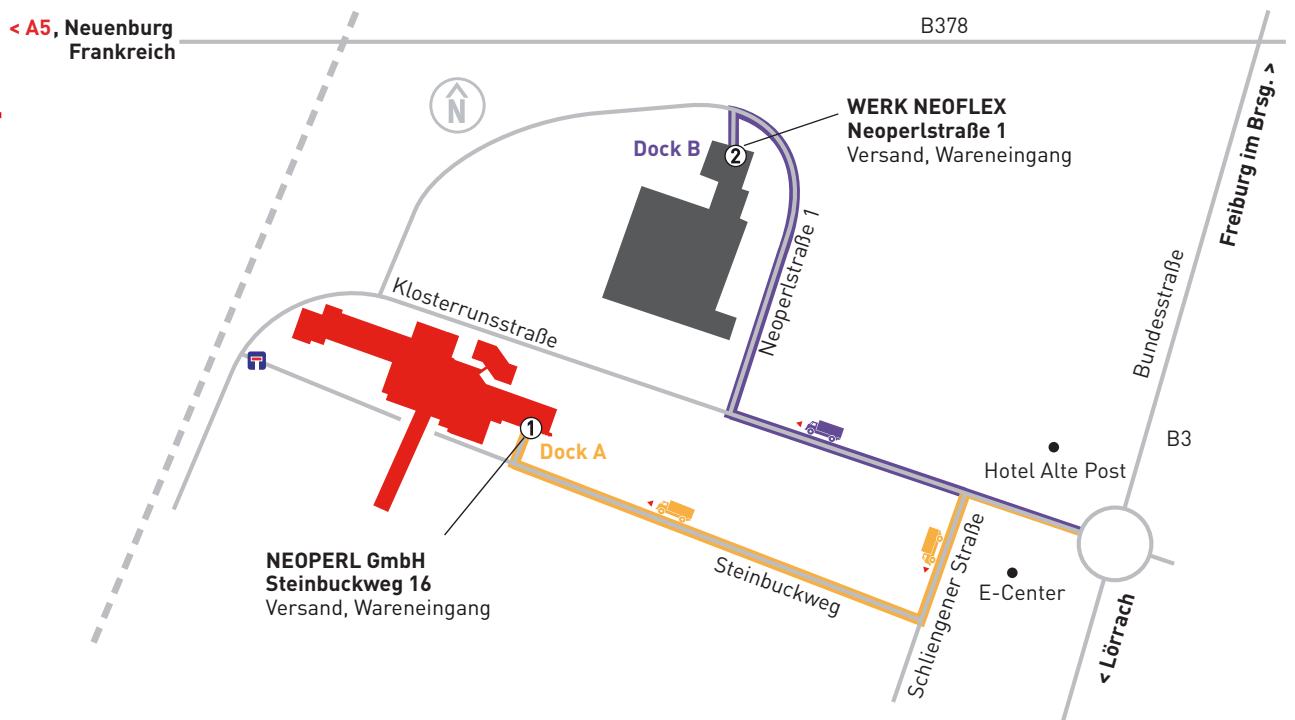 < A5, Neuenburg
Frankreich
B378
N
WERK NEOFLEX
Neoperlstraße 1
Versand, Wareneingang
Dock B
2
Freiburg im Brsg. >
Neoperlstraße 1
Bundesstraße
Klosterrunsstraße
B3
1
Dock A
Hotel Alte Post
NEOPERL GmbH
Steinbuckweg 16
Versand, Wareneingang
Steinbuckweg
Schliengener Straße
E-Center
< Lörrach